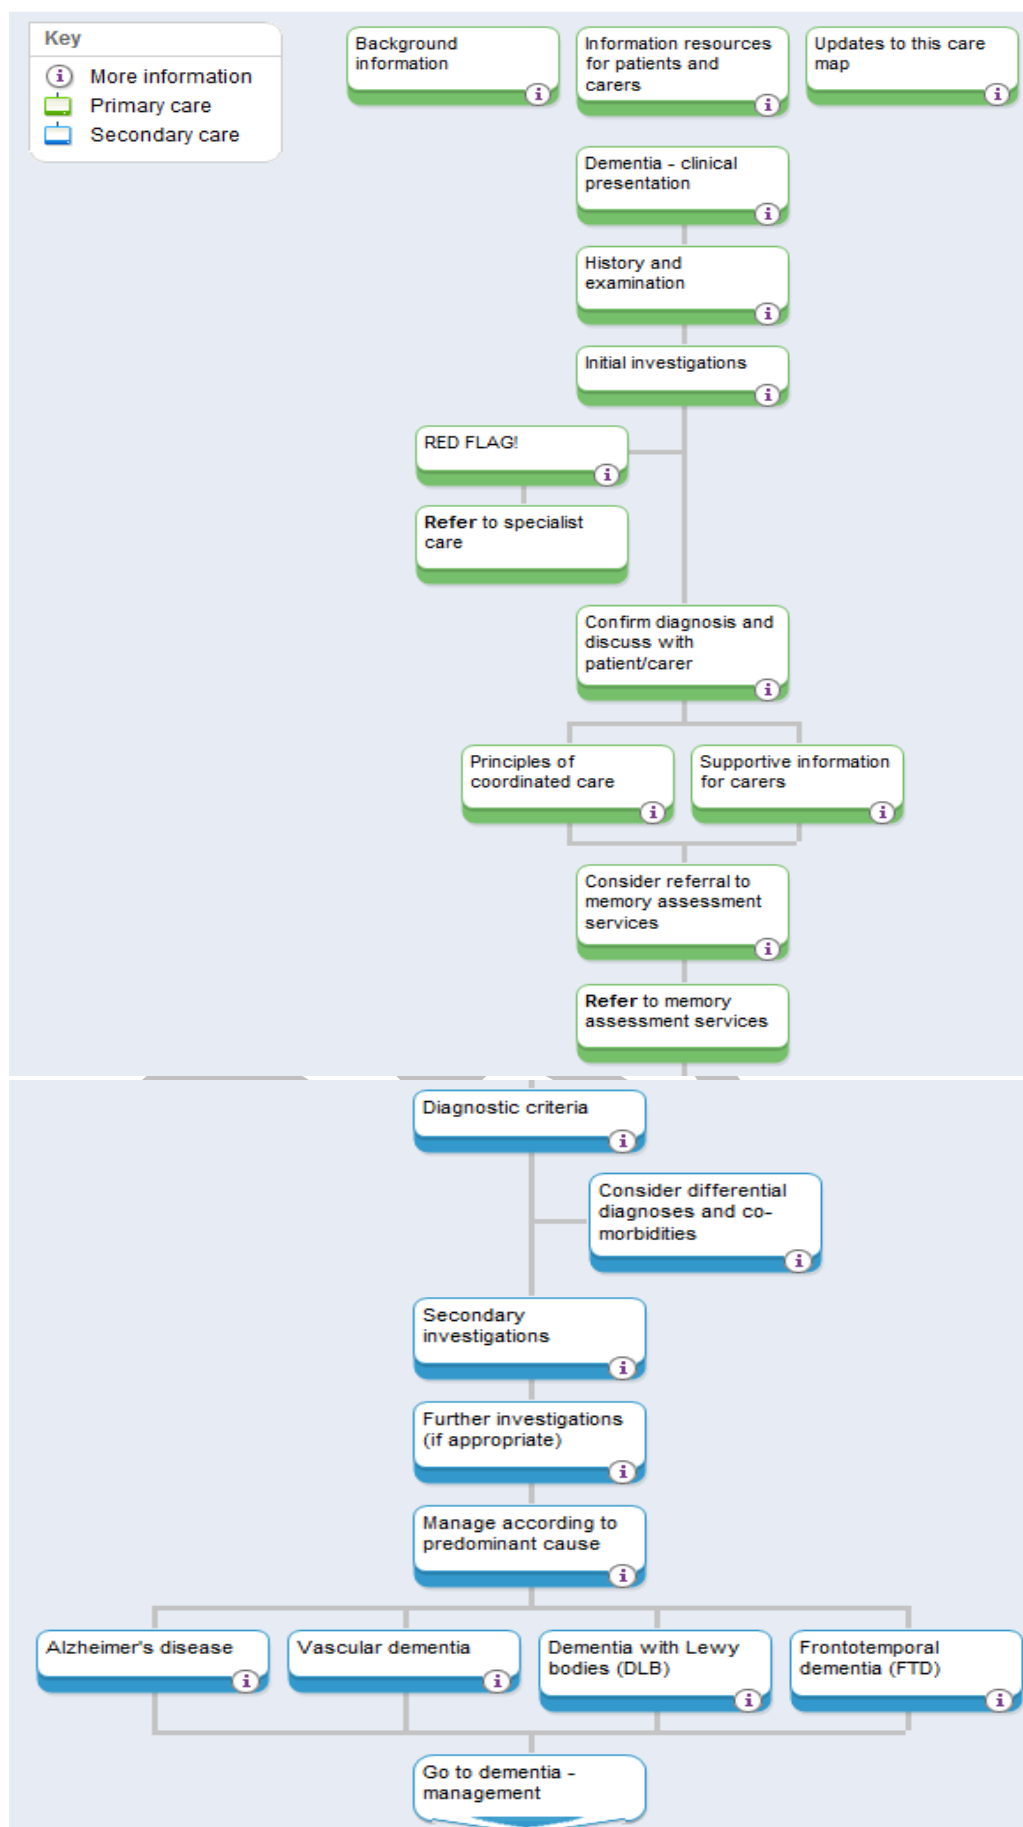 Key
More information
Primary care
Secondary care
Background
information
Information resources
for patients and
carers
Updates to this care
map
Dementia - clinical
presentation
History and
examination
Initial investigations
RED FLAG!
Refer to specialist
care
Confirm diagnosis and
discuss with
patient/carer
Principles of
coordinated care
Supportive information
for carers
Consider referral to
memory assessment
services
Refer to memory
assessment services
Diagnostic criteria
Consider differential
diagnoses and co-
morbidities
Secondary
investigations
Further investigations
(if appropriate)
Manage according to
predominant cause
Alzheimer's disease
Vascular dementia
Dementia with Lewy
bodies (DLB)
Frontotemporal
dementia (FTD)
Go to dementia -
management